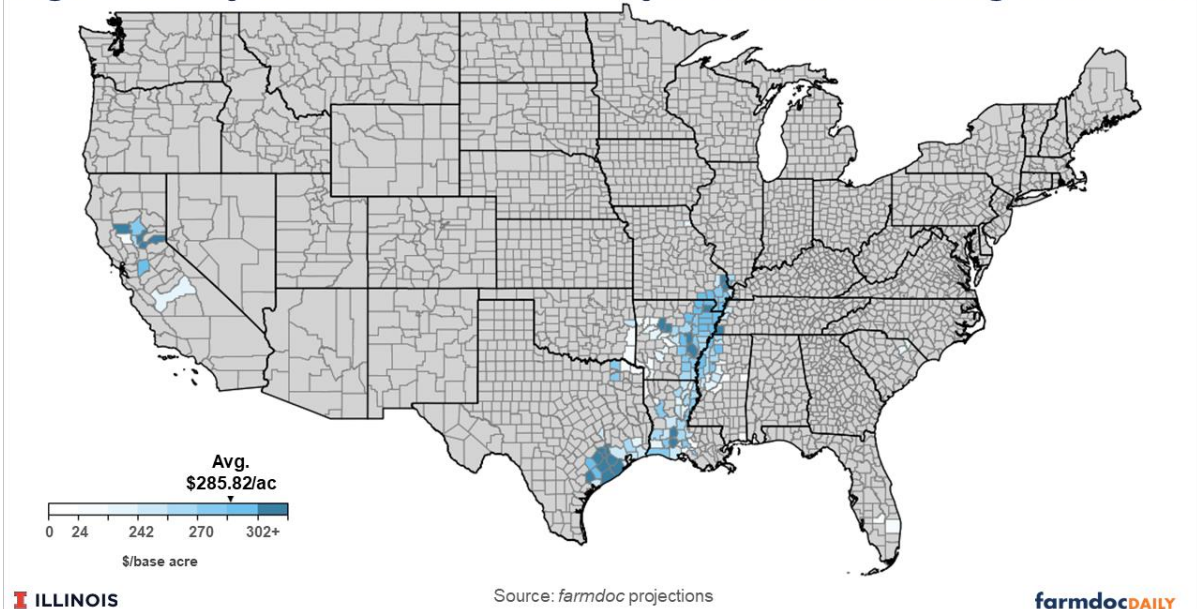 Avg.
$285.82/ac
0 24 242 270 302+
$/base acre
I ILLINOIS
Source: farmdoc projections
farmdocDAILY